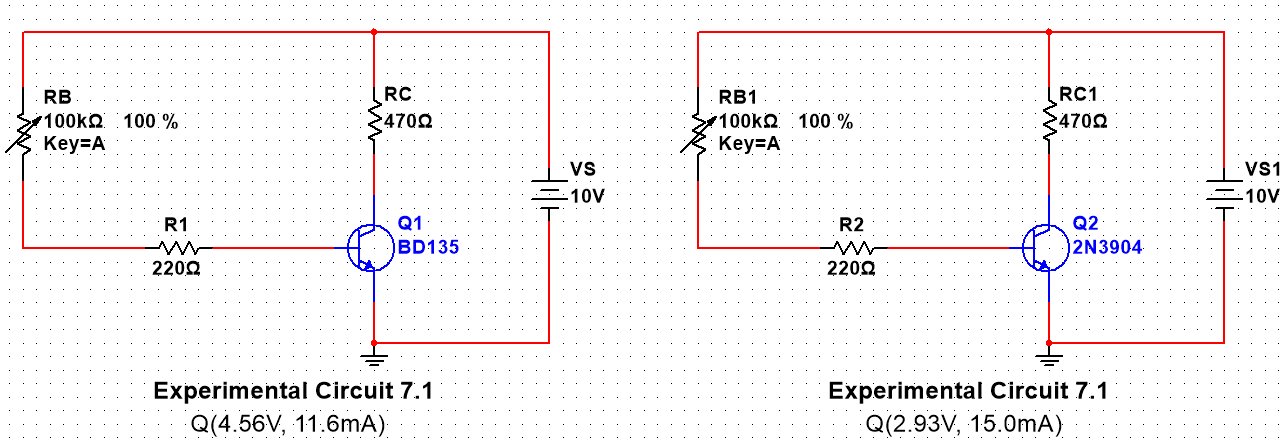 RB
100kΩ 100 %
Key=A
RC
470Ω
VS
10V
R1
220Ω
Q1
BD135
Experimental Circuit 7.1
Q(4.56V, 11.6mA)
RB1
100kΩ 100 %
Key=A
RC1
470Ω
VS1
10V
R2
220Ω
Q2
2N3904
Experimental Circuit 7.1
Q(2.93V, 15.0mA)